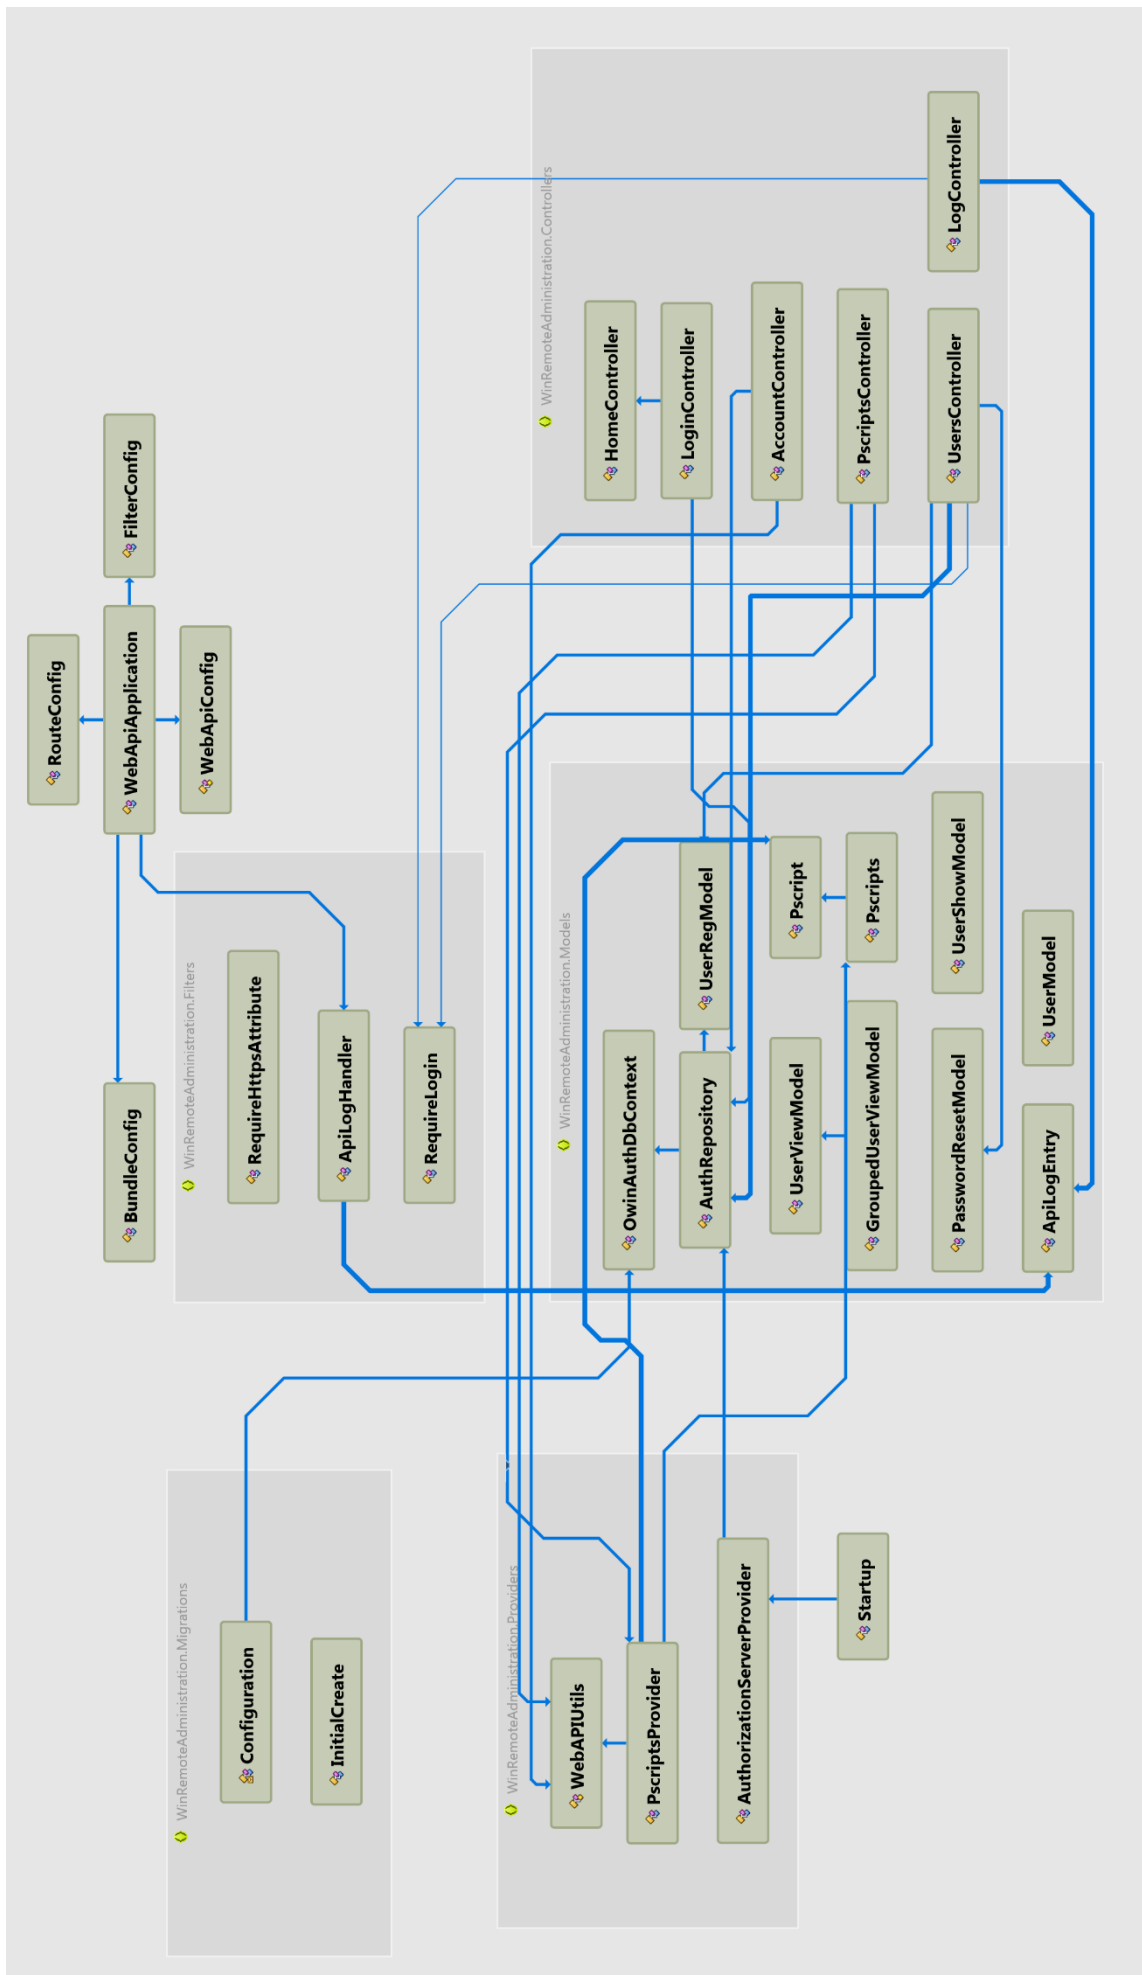 RouteConfig
WebApiApplication
FilterConfig
WebApiConfig
BundleConfig
WinRemoteAdministration.Controllers
HomeController
LoginController
AccountController
PscriptsController
UsersController
LogController
WinRemoteAdministration.Filters
RequireHttpsAttribute
ApiLogHandler
RequireLogin
WinRemoteAdministration.Models
OwinAuthDbContext
AuthRepository
UserRegModel
UserViewModel
Pscript
GroupedUserViewModel
Pscripts
PasswordResetModel
UserShowModel
ApiLogEntry
UserModel
WinRemoteAdministration.Migrations
Configuration
InitialCreate
WinRemoteAdministration.Providers
WebAPIUtils
PscriptsProvider
AuthorizationServerProvider
Startup